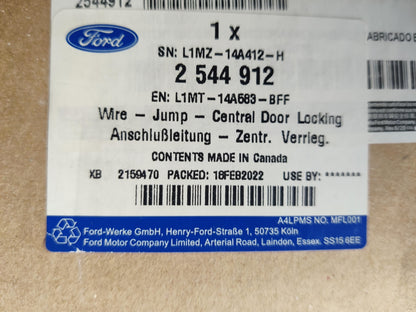 2544912
1 x
Ford
SN: L1MZ-14A412-H
2 544 912
EN: L1MT-14A583-BFF
Wire - Jump - Central Door Locking
Anschlußleitung - Zentr. Verrieg.
CONTENTS MADE IN Canada
XB 2159470 PACKED: 16FEB2022 USE BY: *******
A4LPMS NO. MFL001
Ford-Werke GmbH, Henry-Ford-Straße 1, 50735 Köln
Ford Motor Company Limited, Arterial Road, Laindon, Essex. SS15 6EE
FABRICADO E